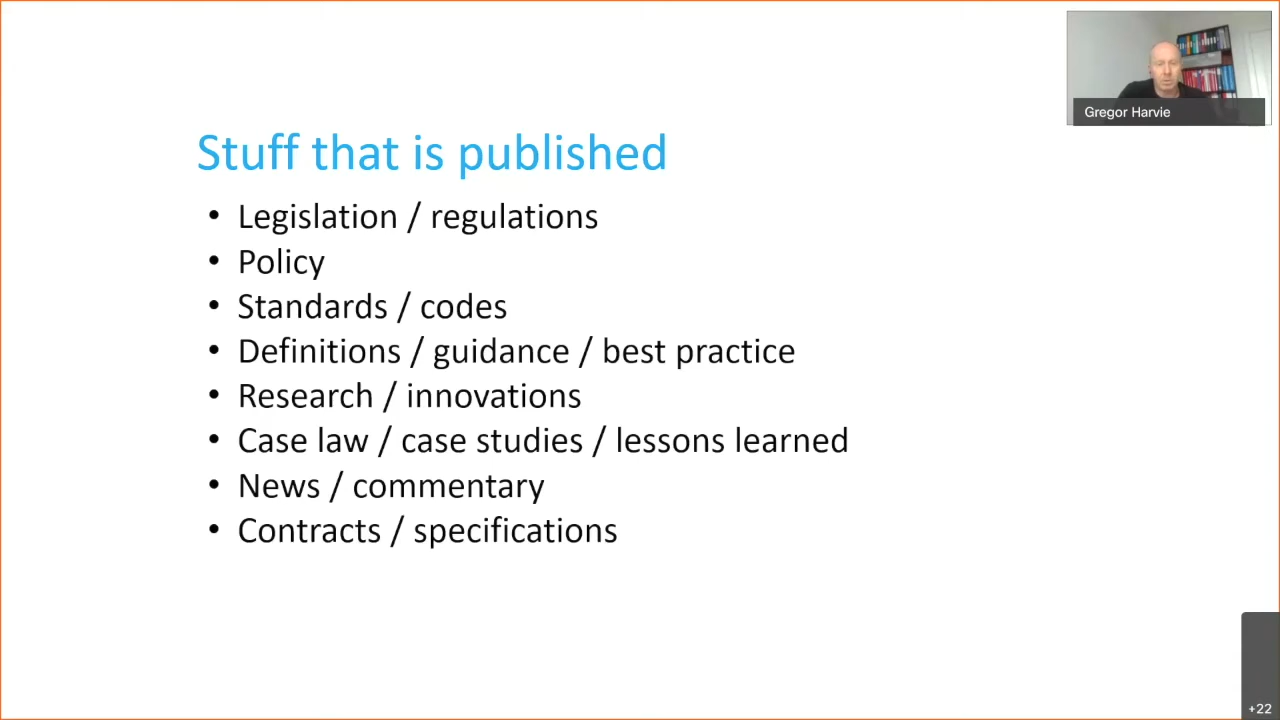 Gregor Harvie
Stuff that is published
• Legislation / regulations
• Policy
• Standards / codes
• Definitions / guidance / best practice
• Research / innovations
• Case law / case studies / lessons learned
• News / commentary
• Contracts / specifications
+22